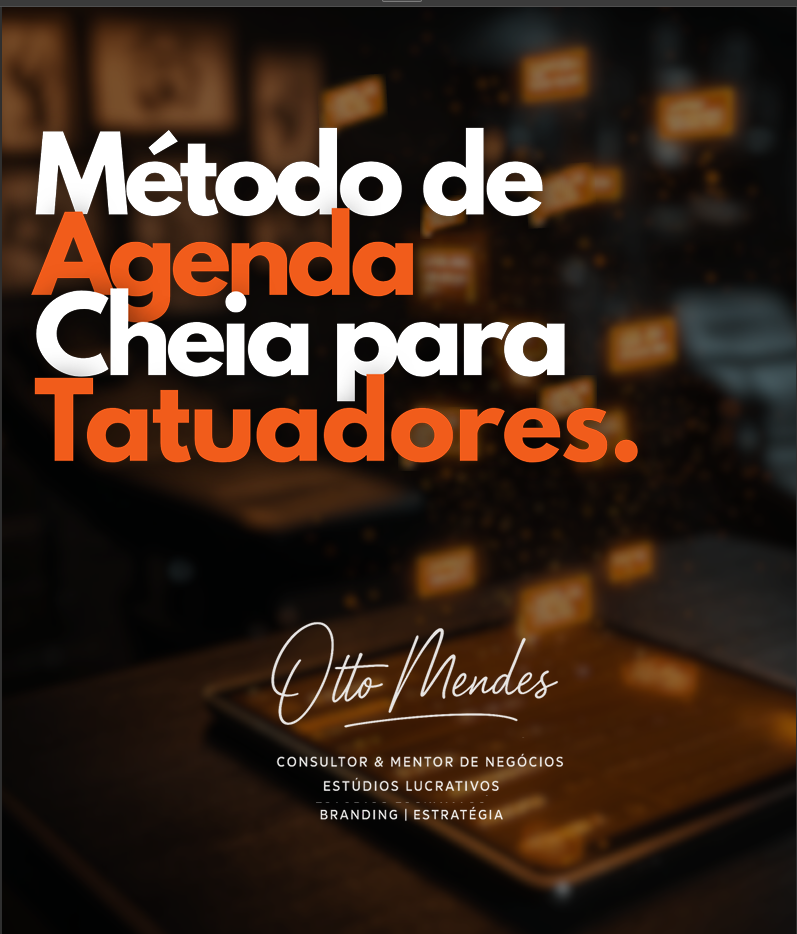 Método de
Agenda
Cheia para
Tatuadores.
Otto Mendes
CONSULTOR & MENTOR DE NEGÓCIOS
ESTÚDIOS LUCRATIVOS
BRANDING | ESTRATÉGIA